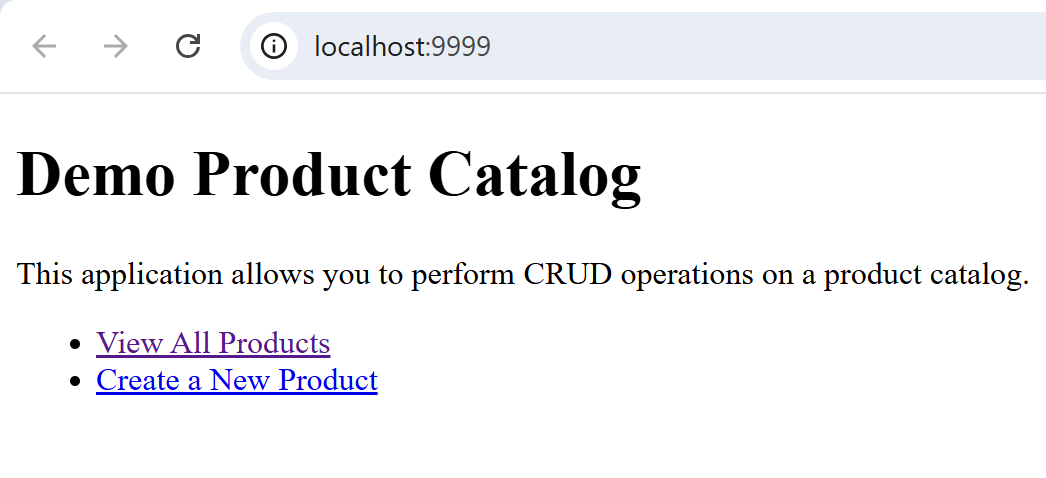 localhost:9999
Demo Product Catalog
This application allows you to perform CRUD operations on a product catalog.
View All Products
Create a New Product